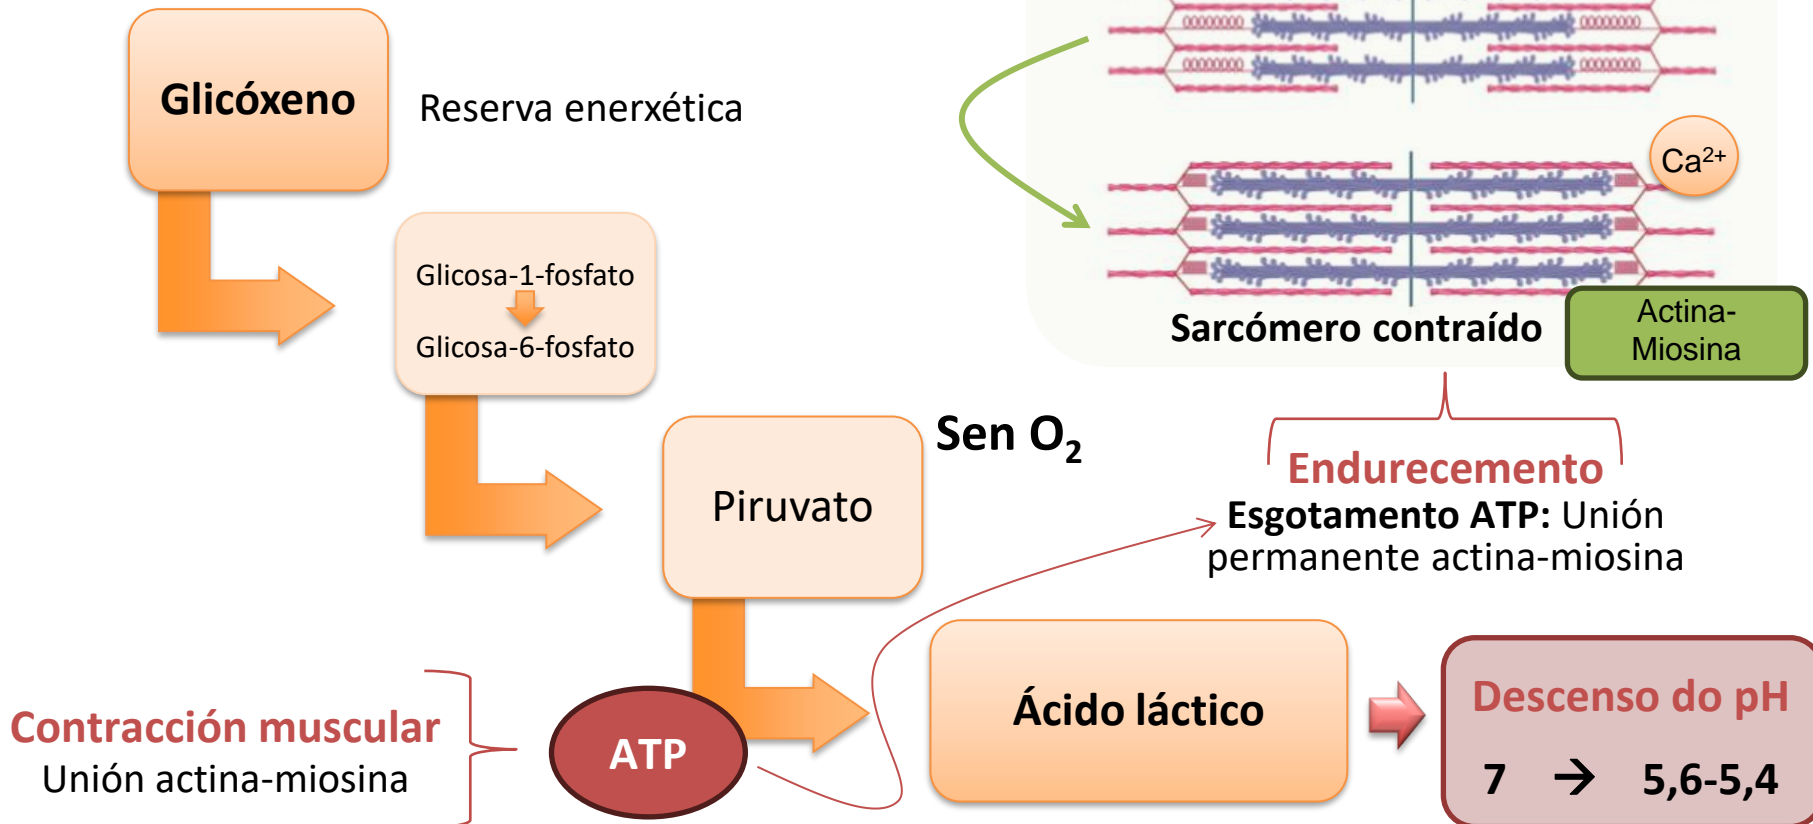 Glicóxeno
Reserva enerxética
Glicosa-1-fosfato
Glicosa-6-fosfato
Piruvato
Sen O₂
Ca²⁺
Sarcómero contraído
Actina-
Miosina
Endurecemento
Esgotamento ATP: Unión
permanente actina-miosina
Contracción muscular
Unión actina-miosina
ATP
Ácido láctico
Descenso do pH
7 → 5,6-5,4